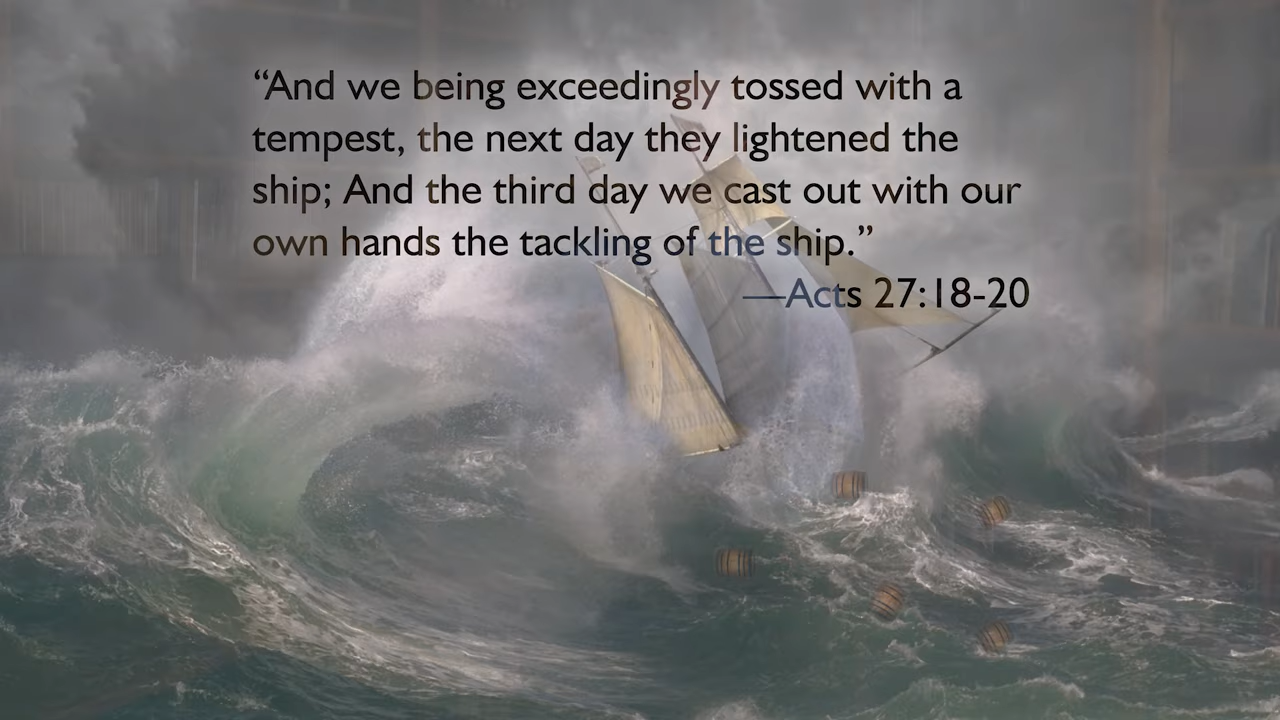 “And we being exceedingly tossed with a
tempest, the next day they lightened the
ship; And the third day we cast out with our
own hands the tackling of the ship.”
—Acts 27:18-20